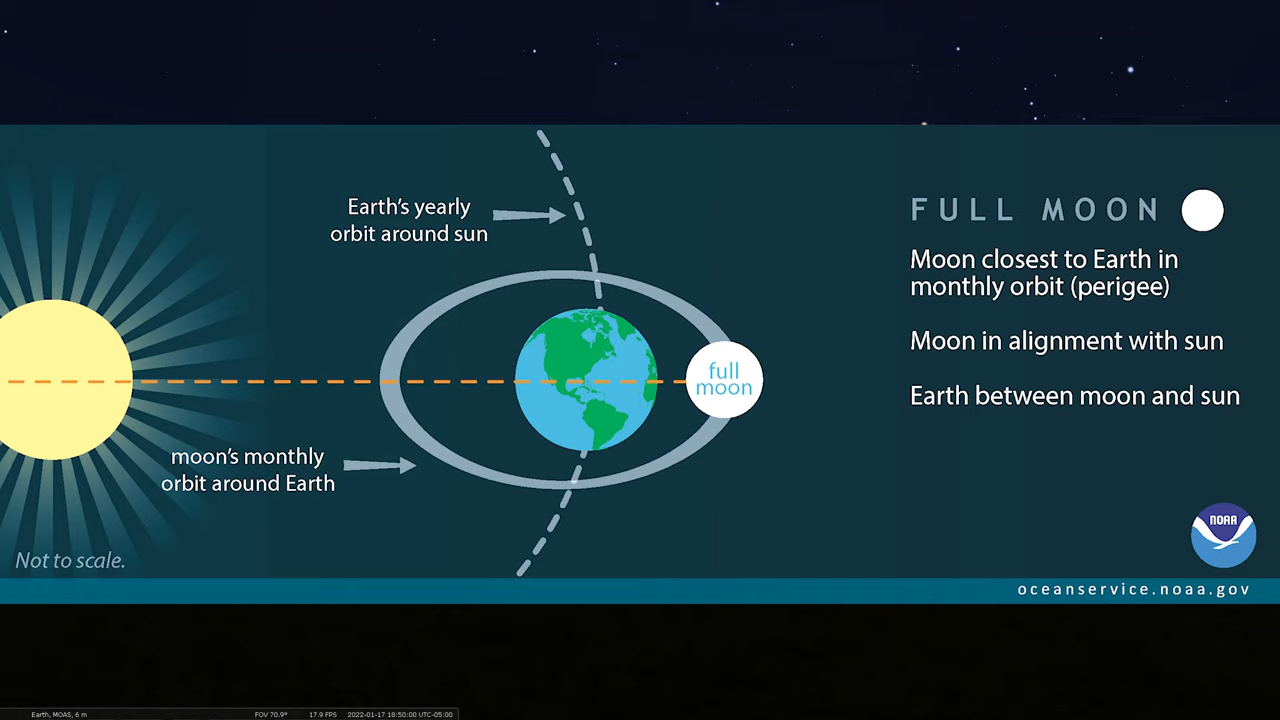 Earth's yearly
orbit around sun
FULL MOON
Moon closest to Earth in
monthly orbit (perigee)
Moon in alignment with sun
full
moon
Earth between moon and sun
moon's monthly
orbit around Earth
NOAA
Not to scale.
oceanservice.noaa.gov
Earth, MOAS, 6 m FOV 70.9° 17.9 FPS 2022-01-17 18:50:00 UTC-05:00